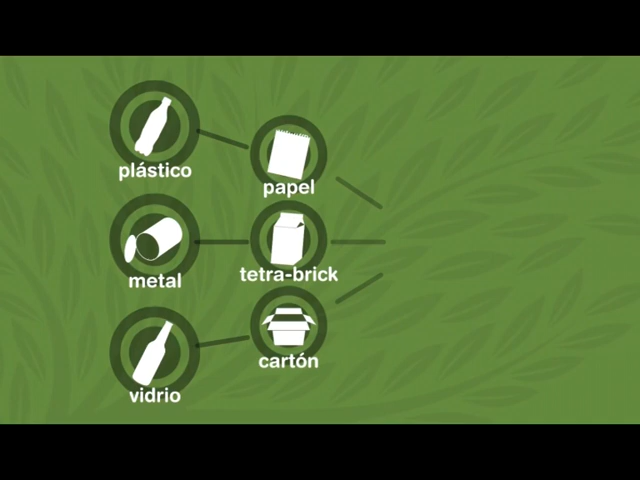 plástico
papel
metal
tetra-brick
vidrio
cartón